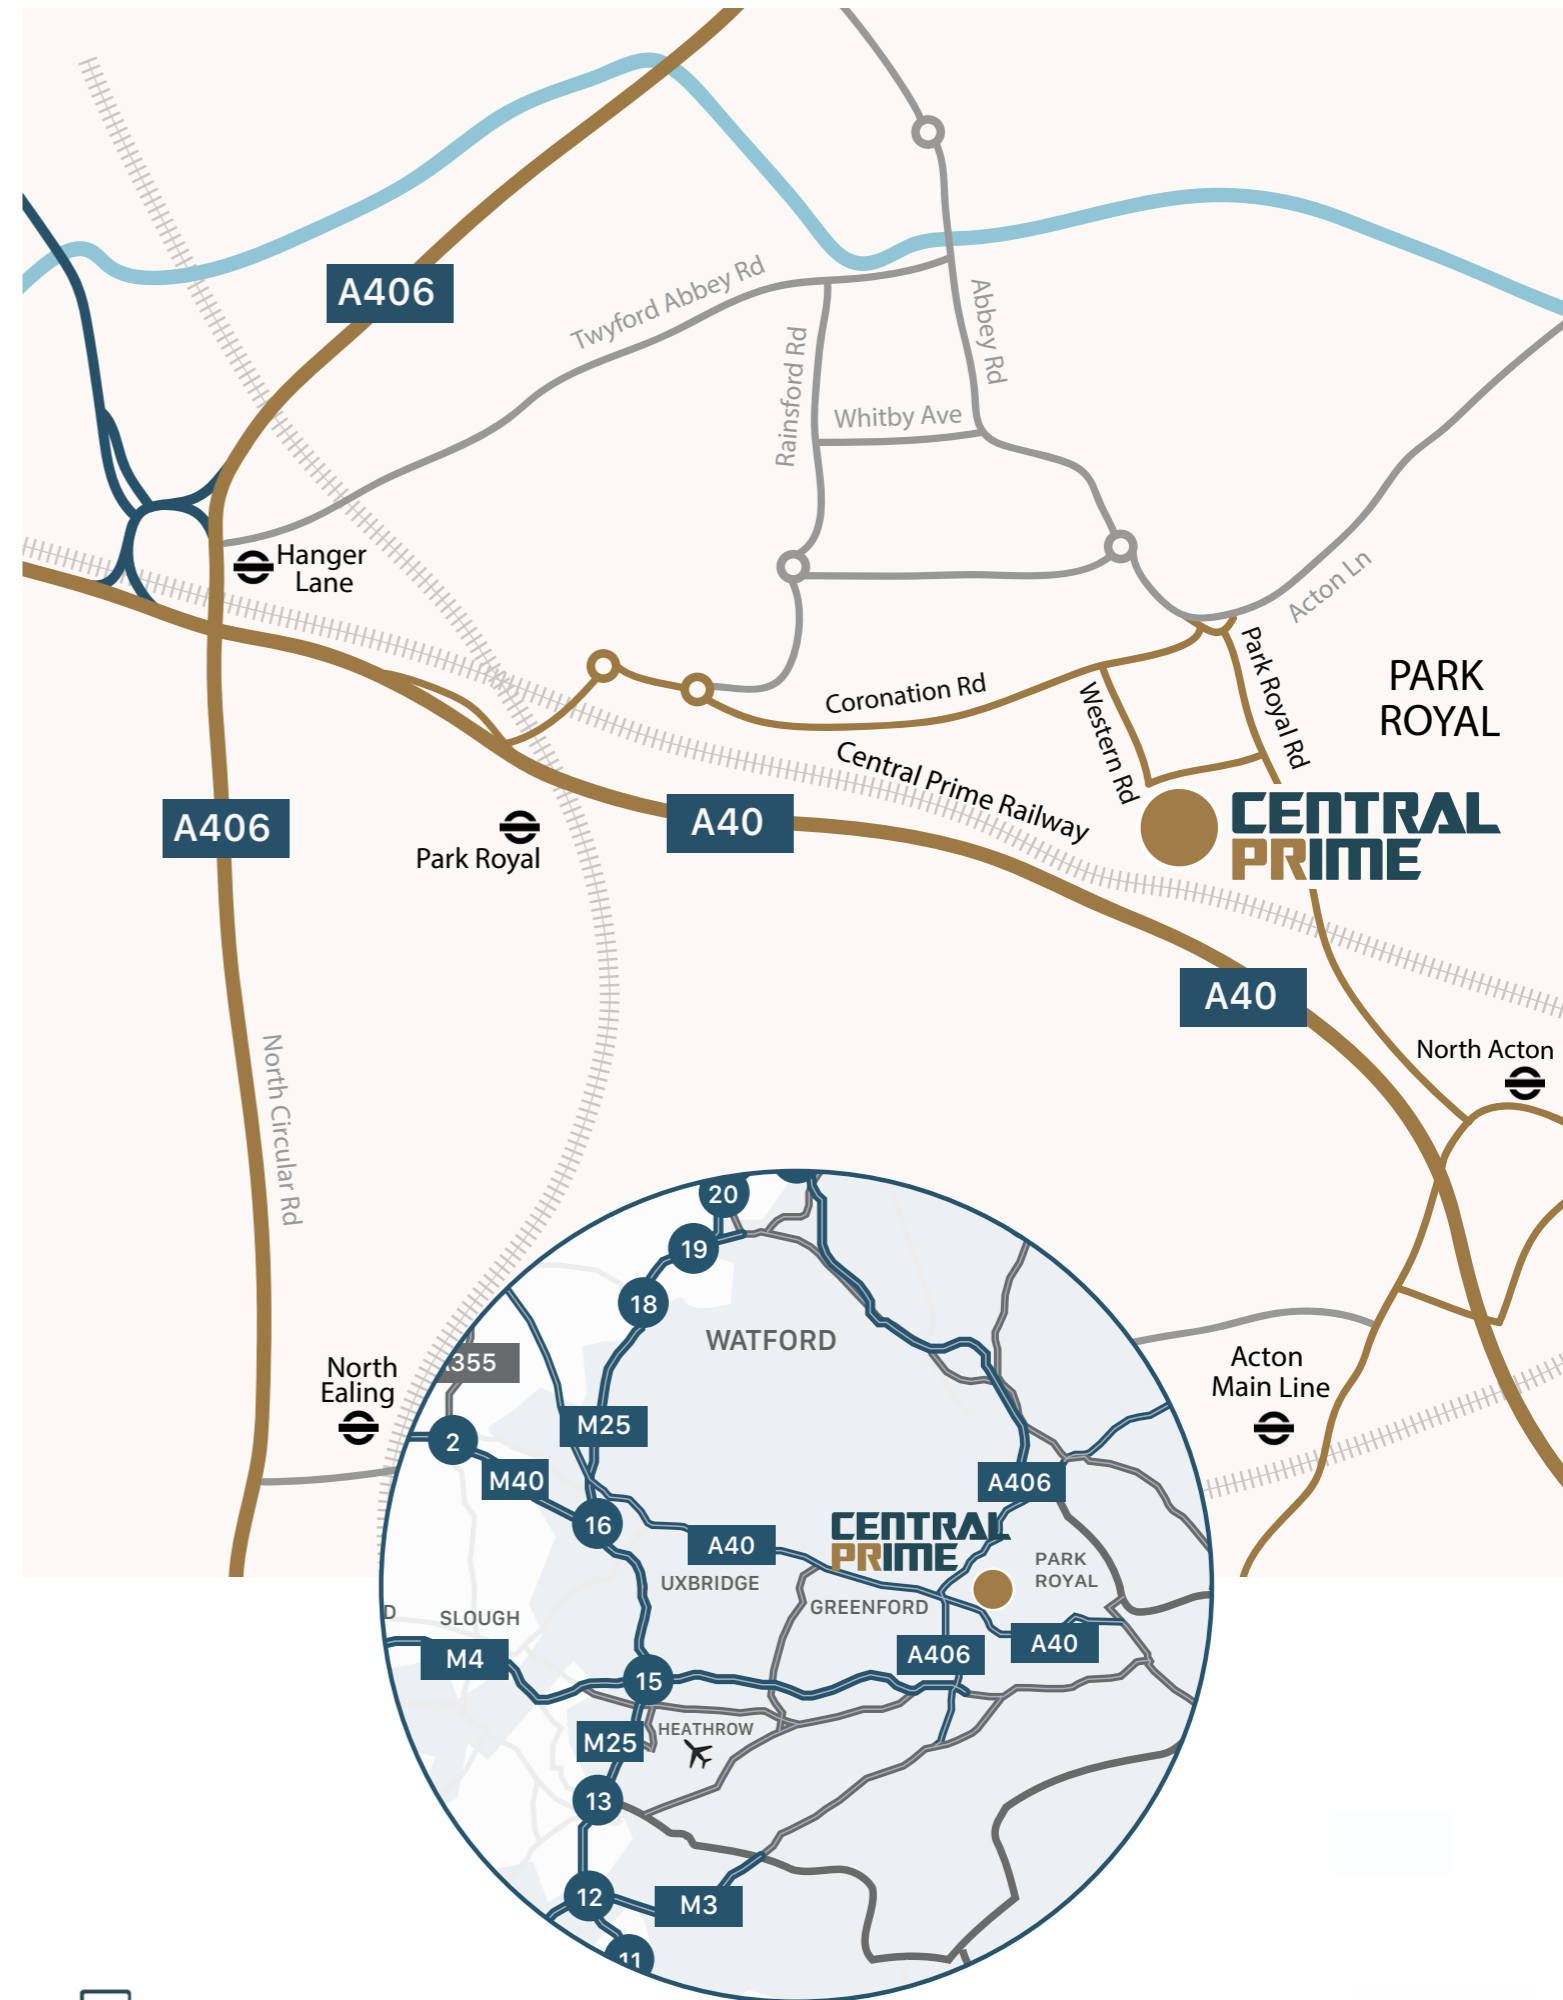 A406
Twyford Abbey Rd
Abbey Rd
Rainsford Rd
Whitby Ave
Hanger
Lane
Acton Ln
Park Royal Rd
PARK
ROYAL
Coronation Rd
Western Rd
Central Prime Railway
CENTRAL
PRIME
A406
A40
Park Royal
A40
North Acton
North Circular Rd
North
Ealing
Acton
Main Line
20
19
18
WATFORD
355
M25
2
M40
A406
16
CENTRAL
PRIME
A40
PARK
ROYAL
UXBRIDGE
GREENFORD
D
SLOUGH
M4
A406
A40
15
HEATHROW
M25
13
12
M3
11